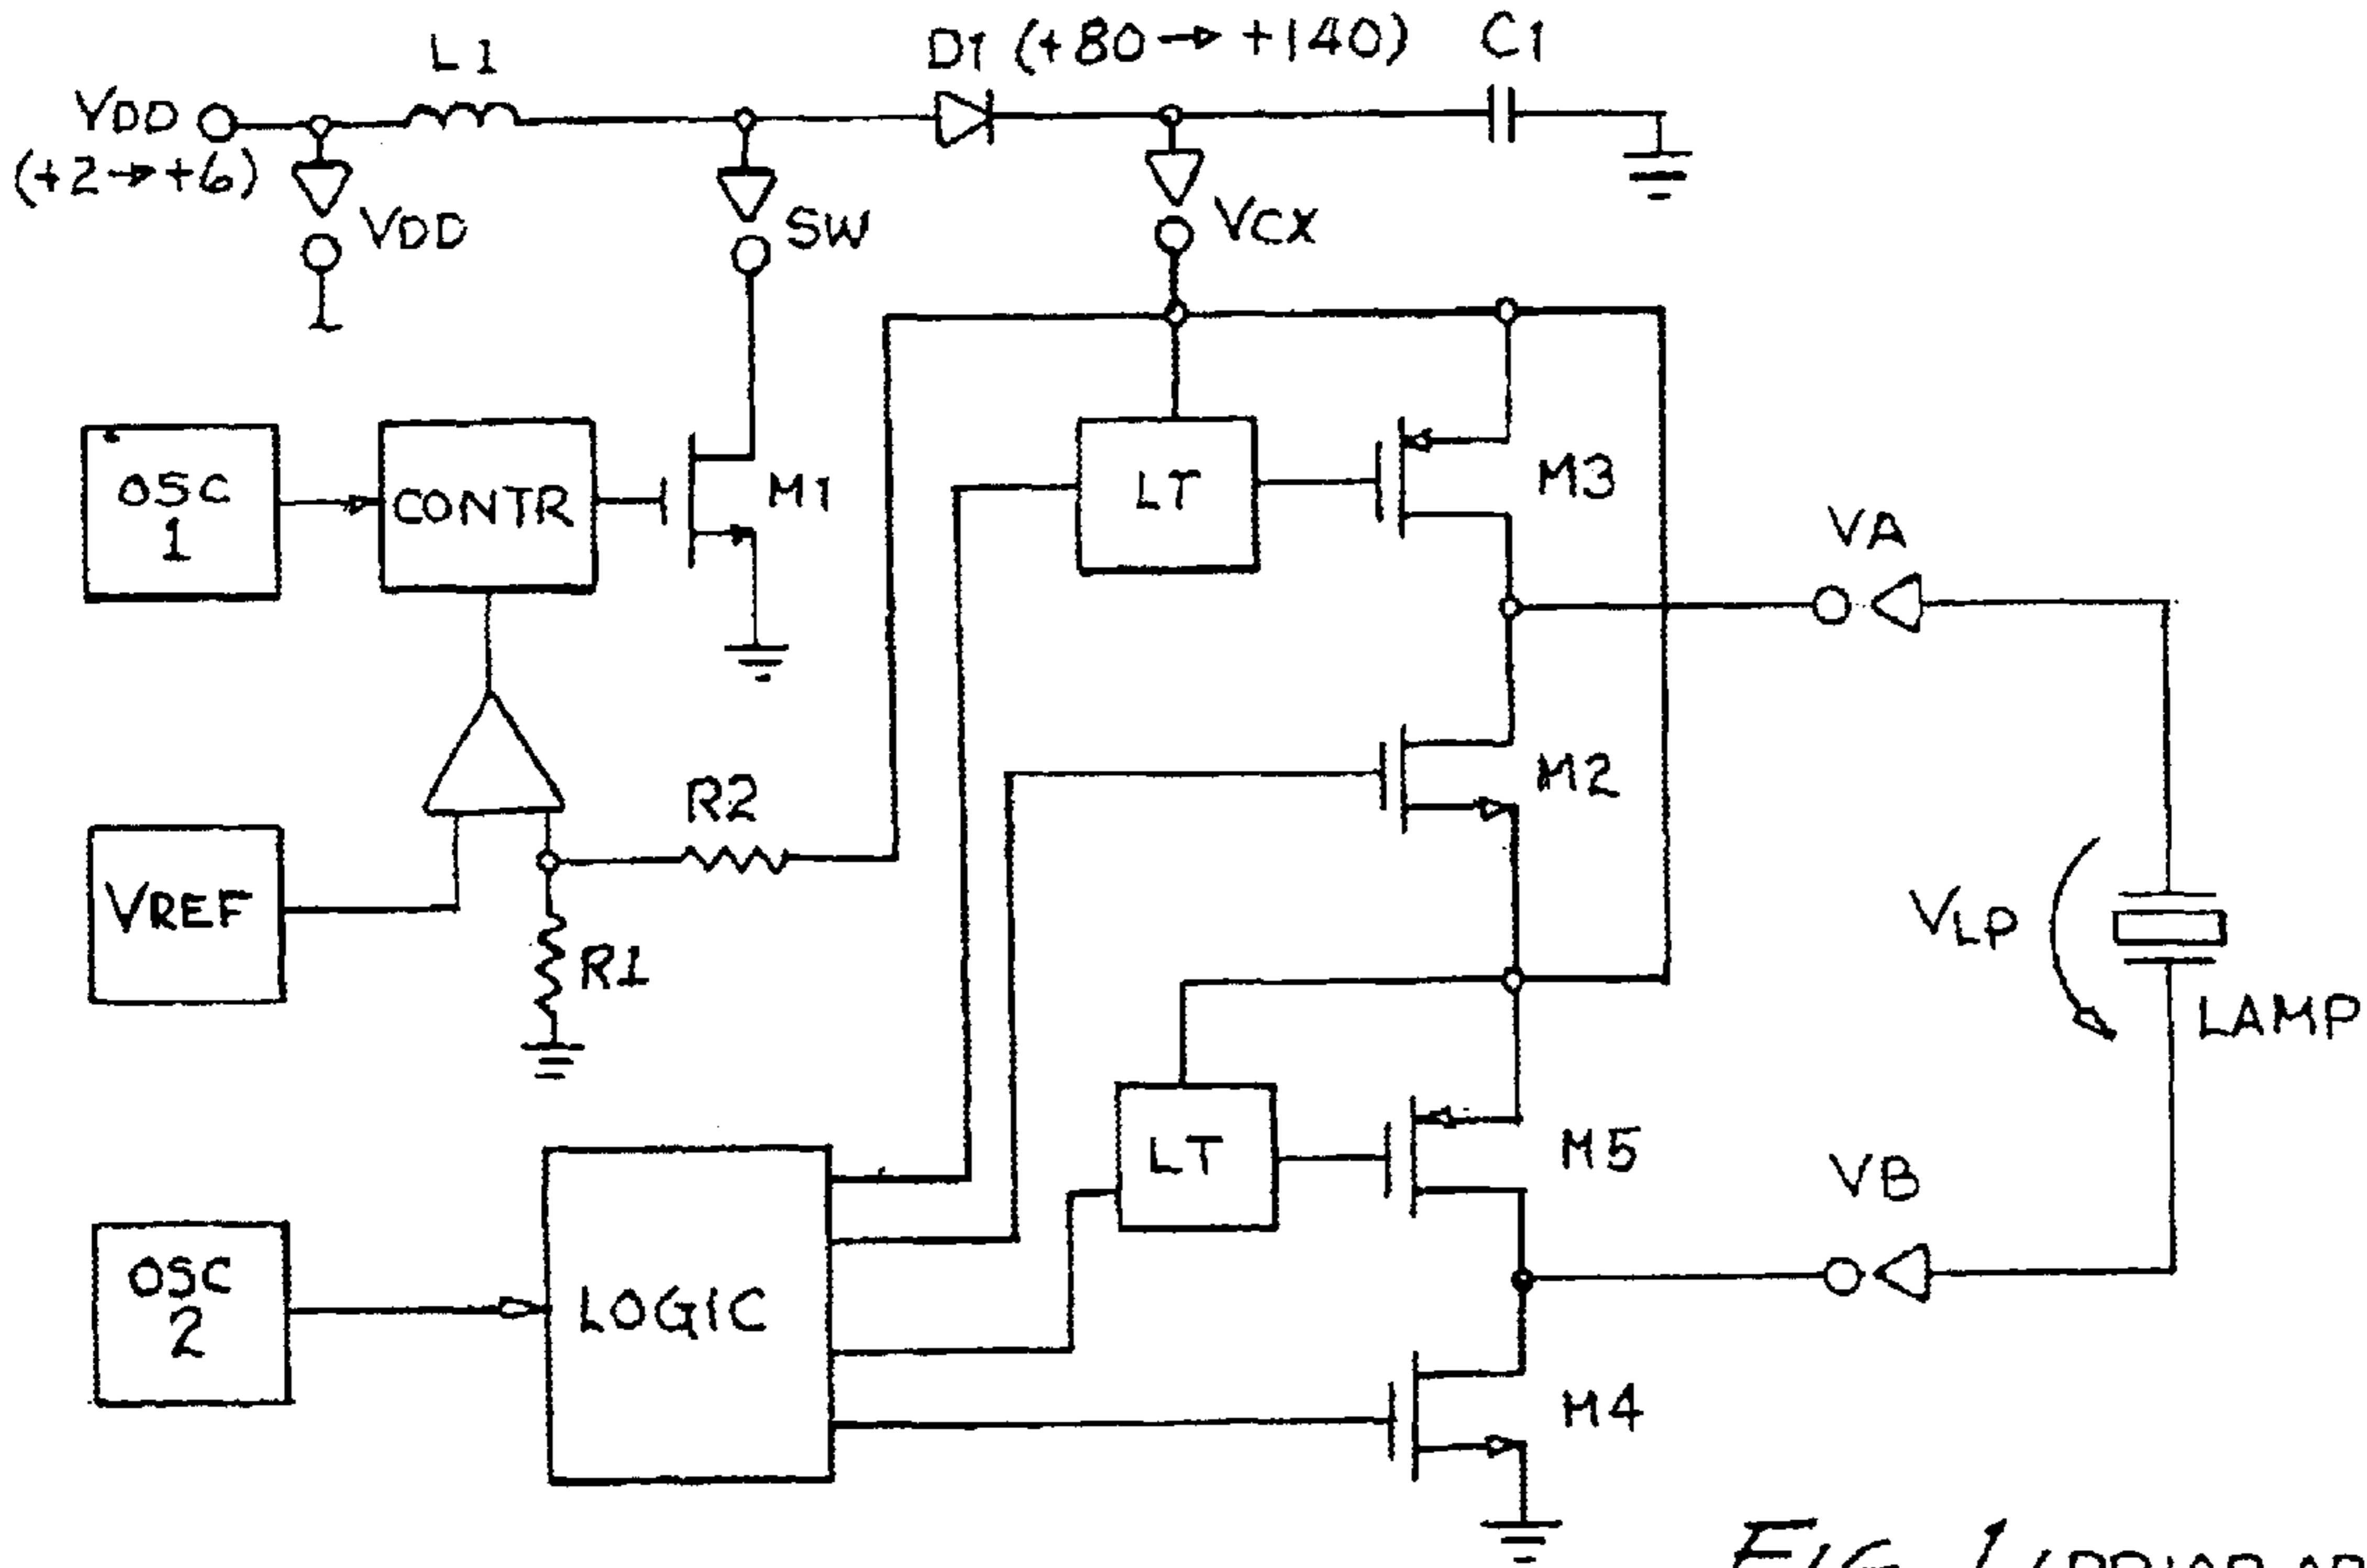 L1
D1 (+80→+140)
C1
VDD
(+2→+6)
VDD
SW
VCX
OSC
1
CONTR
M1
LT
M3
VA
M2
R2
VREF
R1
VLP
LAMP
LT
M5
VB
OSC
2
LOGIC
M4
FIG. 1 (PRIOR